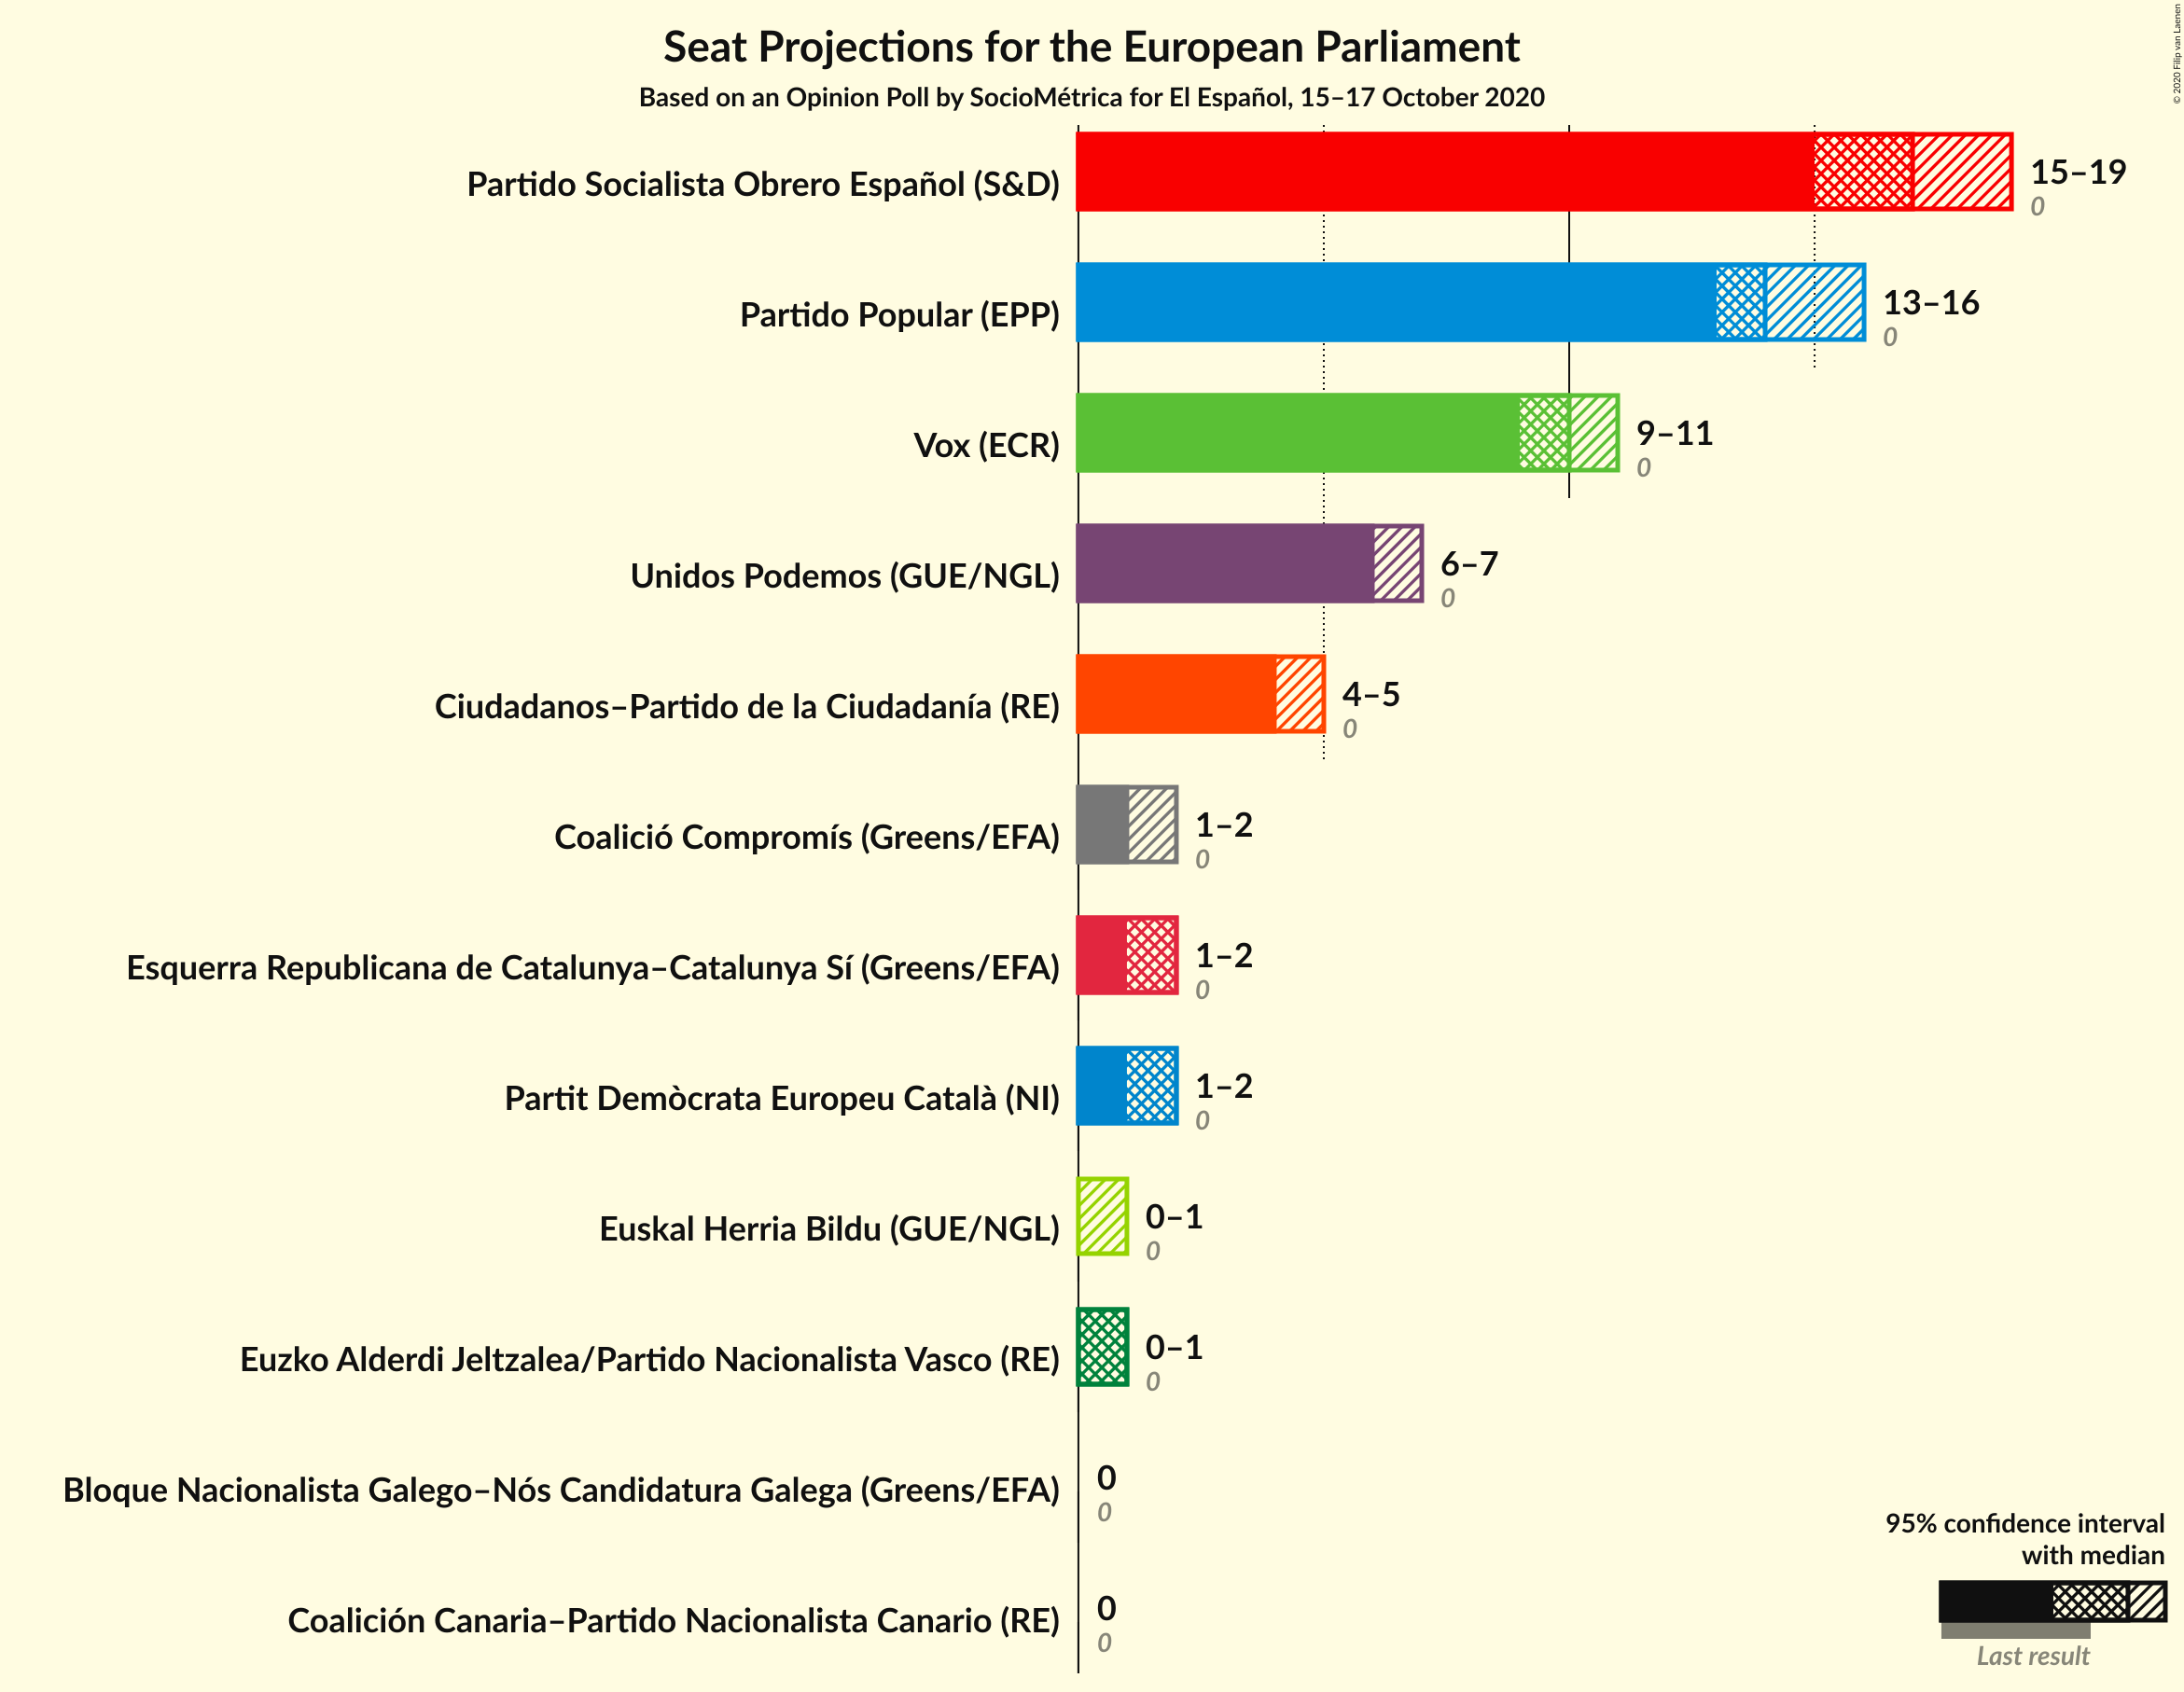 © 2020 Filip van Laenen
Seat Projections for the European Parliament
Based on an Opinion Poll by SocioMétrica for El Español, 15–17 October 2020
Partido Socialista Obrero Español (S&D)
15–19
0
Partido Popular (EPP)
13–16
0
Vox (ECR)
9–11
0
Unidos Podemos (GUE/NGL)
6–7
0
Ciudadanos–Partido de la Ciudadanía (RE)
4–5
0
Coalició Compromís (Greens/EFA)
1–2
0
Esquerra Republicana de Catalunya–Catalunya Sí (Greens/EFA)
1–2
0
Partit Demòcrata Europeu Català (NI)
1–2
0
Euskal Herria Bildu (GUE/NGL)
0–1
0
Euzko Alderdi Jeltzalea/Partido Nacionalista Vasco (RE)
0–1
0
Bloque Nacionalista Galego–Nós Candidatura Galega (Greens/EFA)
0
0
Coalición Canaria–Partido Nacionalista Canario (RE)
0
0
95% confidence interval
with median
Last result